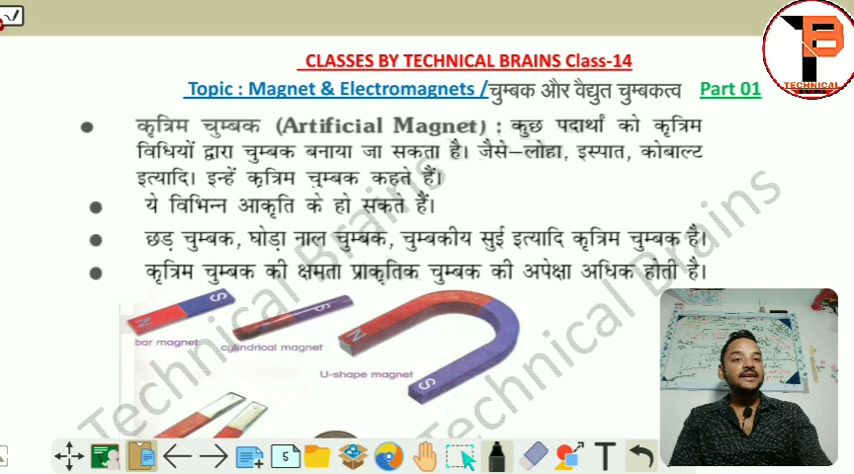 CLASSES BY TECHNICAL BRAINS Class-14
Topic : Magnet & Electromagnets /चुम्बक और वैद्युत चुम्बकत्व Part 01
TB
TECHNICAL
• कृत्रिम चुम्बक (Artificial Magnet) : कुछ पदार्थों को कृत्रिम
विधियों द्वारा चुम्बक बनाया जा सकता है। जैसे–लोहा, इस्पात, कोबाल्ट
इत्यादि। इन्हें कृत्रिम चुम्बक कहते हैं।
• ये विभिन्न आकृति के हो सकते हैं।
• छड़ चुम्बक, घोड़ा नाल चुम्बक, चुम्बकीय सुई इत्यादि कृत्रिम चुम्बक है।
• कृत्रिम चुम्बक की क्षमता प्राकृतिक चुम्बक की अपेक्षा अधिक होती है।
N S
bar magnet
S
cylindrical magnet
N
S
U-shape magnet
Technical Brains
Technical Brains
5
T